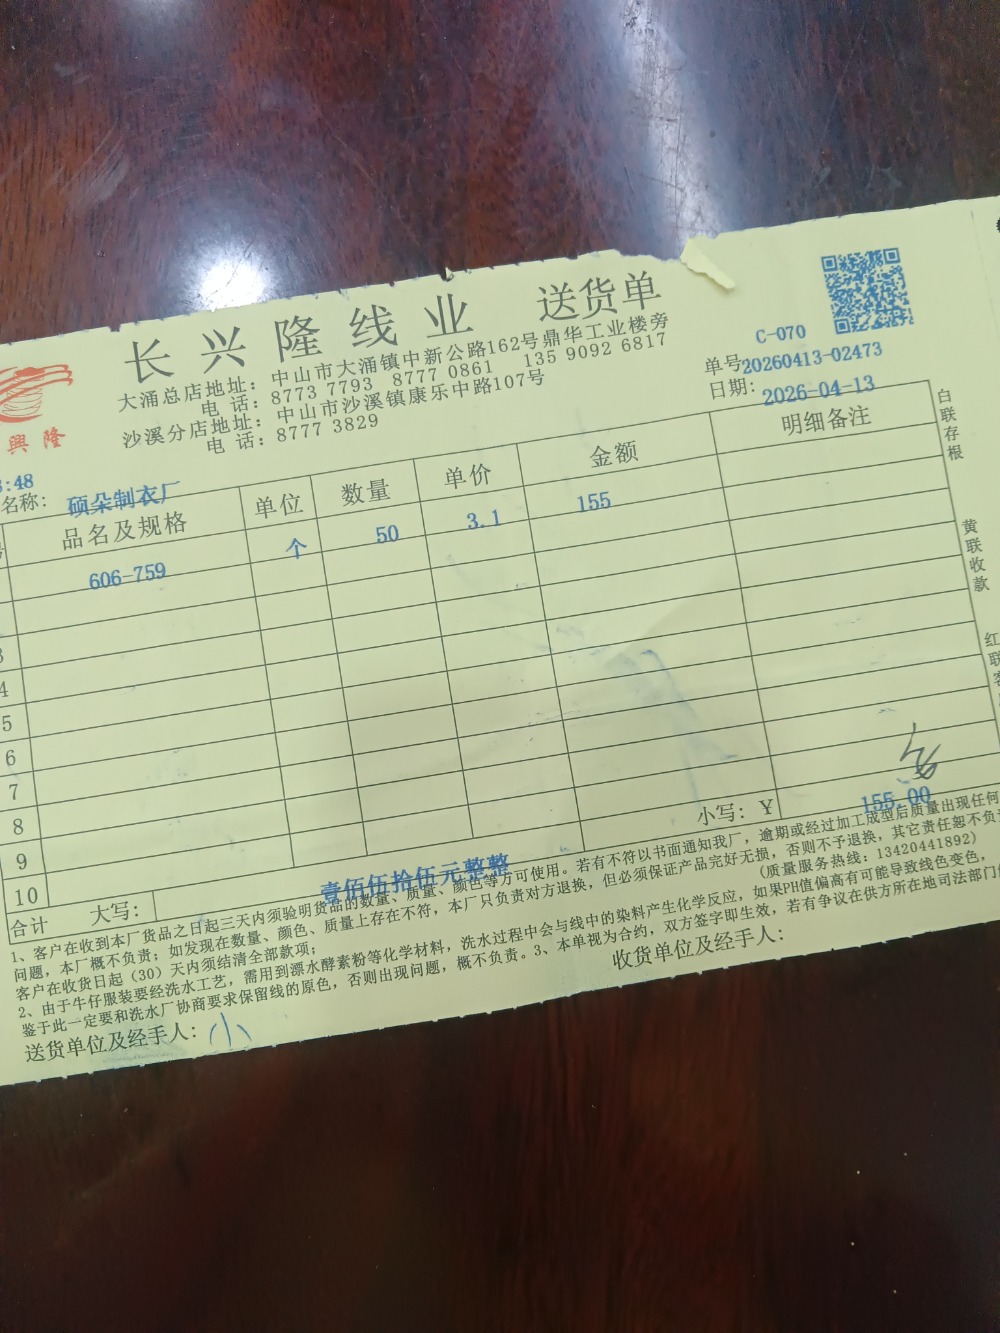 长兴隆线业 送货单
大涌总店地址：中山市大涌镇中新公路162号鼎华工业楼旁
电 话：8773 7793 8777 0861 135 9092 6817
沙溪分店地址：中山市沙溪镇康乐中路107号
电 话：8777 3829
C-070
单号20260413-02473
日期：2026-04-13
興隆
:48
名称：硕朵制衣厂
品名及规格 单位 数量 单价 金额 明细备注
606-759 个 50 3.1 155
3
4
5
6
7
8
9
10
小写：￥ 155.00
合计 大写：壹佰伍拾伍元整整
1、客户在收到本厂货品之日起三天内须验明货品的数量、质量、颜色等方可使用。若有不符以书面通知我厂，逾期或经过加工成型后质量出现任何
问题，本厂概不负责；如发现在数量、颜色、质量上存在不符，本厂只负责对方退换，但必须保证产品完好无损，否则不予退换，其它责任恕不负
客户在收货日起（30）天内须结清全部款项；
（质量服务热线：13420441892）
2、由于牛仔服装要经洗水工艺，需用到漂水酵素粉等化学材料，洗水过程中会与线中的染料产生化学反应，如果PH值偏高有可能导致线色变色，
鉴于此一定要和洗水厂协商要求保留线的原色，否则出现问题，概不负责。3、本单视为合约，双方签字即生效，若有争议在供方所在地司法部门
送货单位及经手人：小
收货单位及经手人：
白联存根
黄联收款
红联客